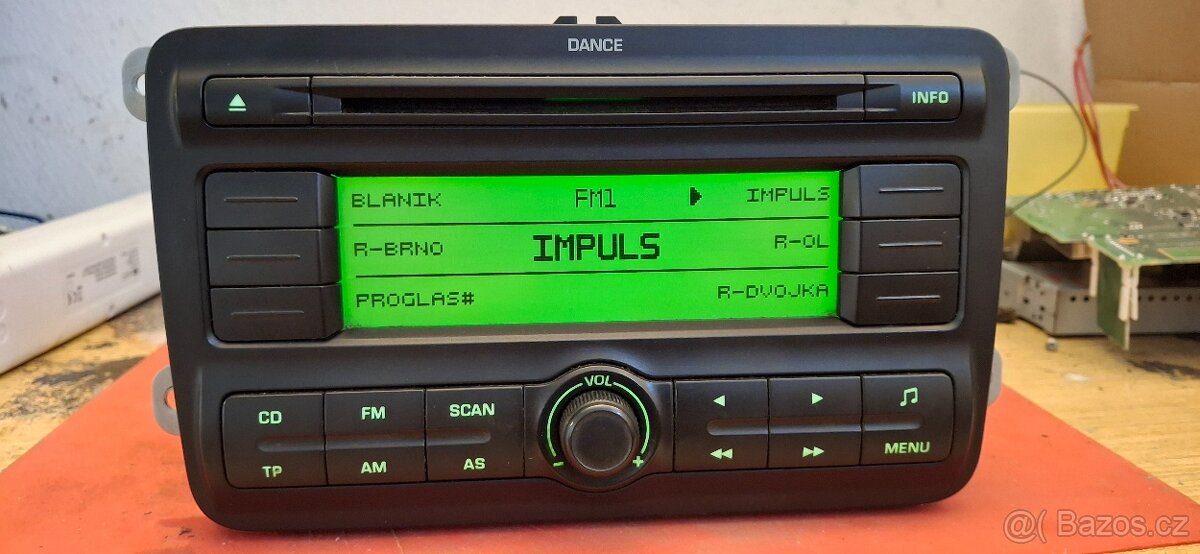 DANCE
INFO
BLANIK FM1 IMPULS
R-BRNO IMPULS R-OL
PROGLAS# R-DVOJKA
VOL
CD FM SCAN
TP AM AS - + MENU
@( Bazos.cz